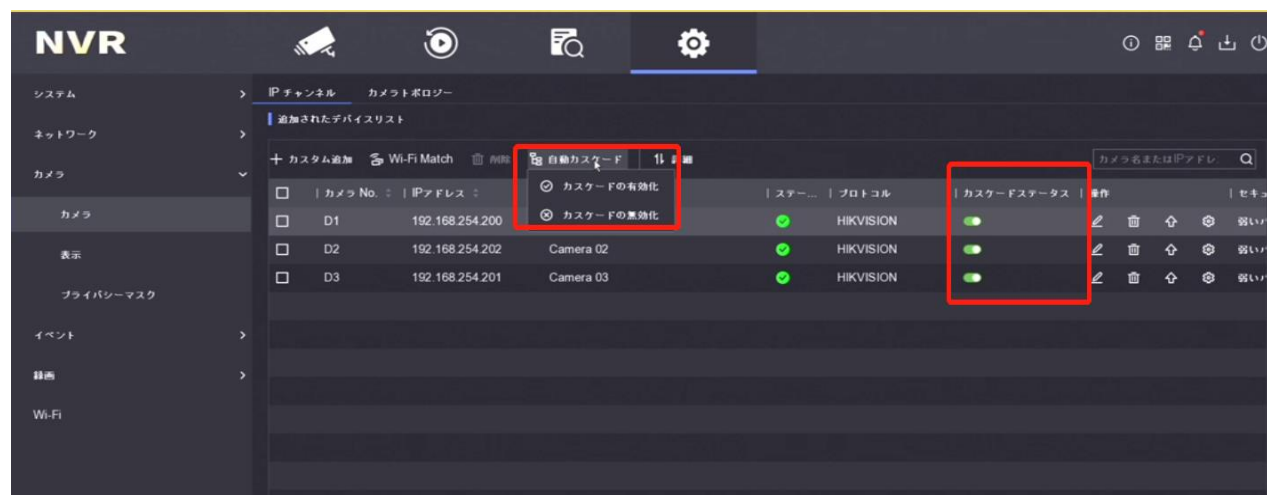 NVR
システム
ネットワーク
カメラ
カメラ
表示
プライバシーマスク
イベント
録画
Wi-Fi
IP チャンネル カメラトポロジー
追加されたデバイスリスト
カスタム追加 Wi-Fi Match 削除 自動カスケード
カメラ名またはIPアドレ
カメラ No. IPアドレス ステー... プロトコル カスケードステータス 操作 セキュ
カスケードの有効化
カスケードの無効化
D1 192.168.254.200 HIKVISION 弱いパ
D2 192.168.254.202 Camera 02 HIKVISION 弱いパ
D3 192.168.254.201 Camera 03 HIKVISION 弱いパ